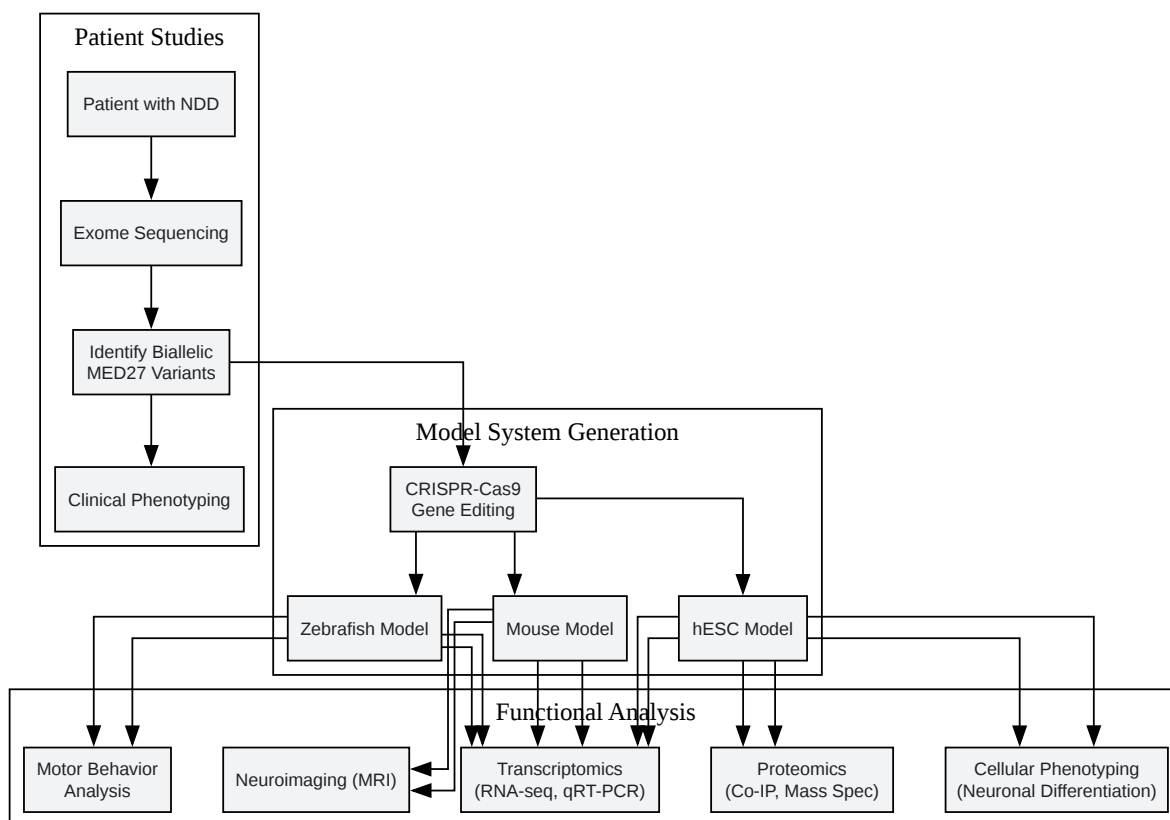 Patient Studies
Patient with NDD
Exome Sequencing
Identify Biallelic
MED27 Variants
Clinical Phenotyping
Model System Generation
CRISPR-Cas9
Gene Editing
Zebrafish Model
Mouse Model
hESC Model
Functional Analysis
Motor Behavior
Analysis
Neuroimaging (MRI)
Transcriptomics
(RNA-seq, qRT-PCR)
Proteomics
(Co-IP, Mass Spec)
Cellular Phenotyping
(Neuronal Differentiation)